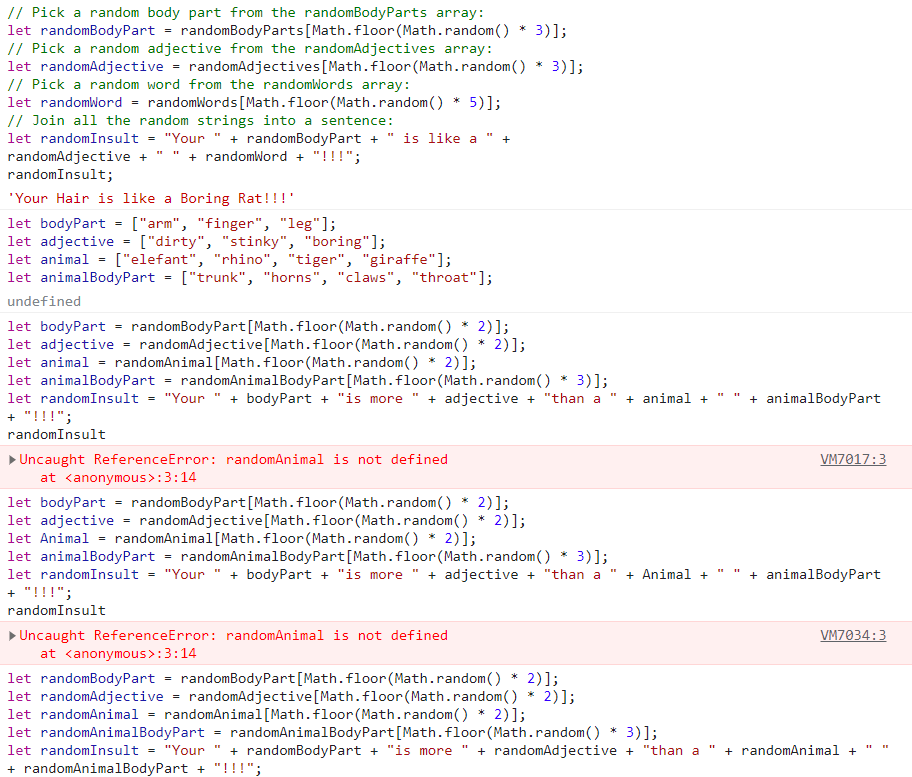 // Pick a random body part from the randomBodyParts array:
let randomBodyPart = randomBodyParts[Math.floor(Math.random() * 3)];
// Pick a random adjective from the randomAdjectives array:
let randomAdjective = randomAdjectives[Math.floor(Math.random() * 3)];
// Pick a random word from the randomWords array:
let randomWord = randomWords[Math.floor(Math.random() * 5)];
// Join all the random strings into a sentence:
let randomInsult = "Your " + randomBodyPart + " is like a " +
randomAdjective + " " + randomWord + "!!!";
randomInsult;
'Your Hair is like a Boring Rat!!!'
let bodyPart = ["arm", "finger", "leg"];
let adjective = ["dirty", "stinky", "boring"];
let animal = ["elefant", "rhino", "tiger", "giraffe"];
let animalBodyPart = ["trunk", "horns", "claws", "throat"];
undefined
let bodyPart = randomBodyPart[Math.floor(Math.random() * 2)];
let adjective = randomAdjective[Math.floor(Math.random() * 2)];
let animal = randomAnimal[Math.floor(Math.random() * 2)];
let animalBodyPart = randomAnimalBodyPart[Math.floor(Math.random() * 3)];
let randomInsult = "Your " + bodyPart + "is more " + adjective + "than a " + animal + " " + animalBodyPart
+ "!!!";
randomInsult
Uncaught ReferenceError: randomAnimal is not defined VM7017:3
at <anonymous>:3:14
let bodyPart = randomBodyPart[Math.floor(Math.random() * 2)];
let adjective = randomAdjective[Math.floor(Math.random() * 2)];
let Animal = randomAnimal[Math.floor(Math.random() * 2)];
let animalBodyPart = randomAnimalBodyPart[Math.floor(Math.random() * 3)];
let randomInsult = "Your " + bodyPart + "is more " + adjective + "than a " + Animal + " " + animalBodyPart
+ "!!!";
randomInsult
Uncaught ReferenceError: randomAnimal is not defined VM7034:3
at <anonymous>:3:14
let randomBodyPart = randomBodyPart[Math.floor(Math.random() * 2)];
let randomAdjective = randomAdjective[Math.floor(Math.random() * 2)];
let randomAnimal = randomAnimal[Math.floor(Math.random() * 2)];
let randomAnimalBodyPart = randomAnimalBodyPart[Math.floor(Math.random() * 3)];
let randomInsult = "Your " + randomBodyPart + "is more " + randomAdjective + "than a " + randomAnimal + " "
+ randomAnimalBodyPart + "!!!";